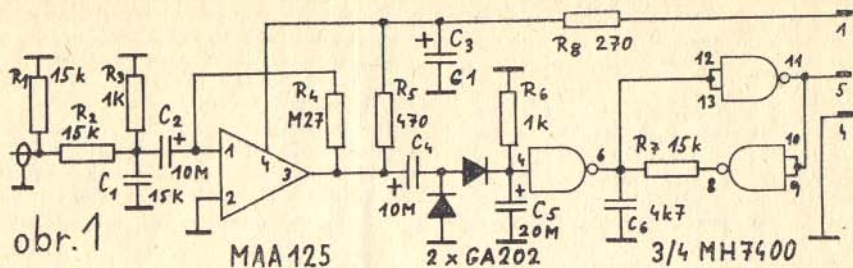 R1 15k
R2
15k
R3
1k
C1
15k
C2
10M
1
2
4
3
MAA125
R4
M27
R5
470
C3
G1
R8 270
C4
10M
2 x GA202
R6
1k
C5
20M
4
6
R7 15k
C6 4k7
12
13
11
8
10
9
3/4 MH7400
1
5
4
obr.1